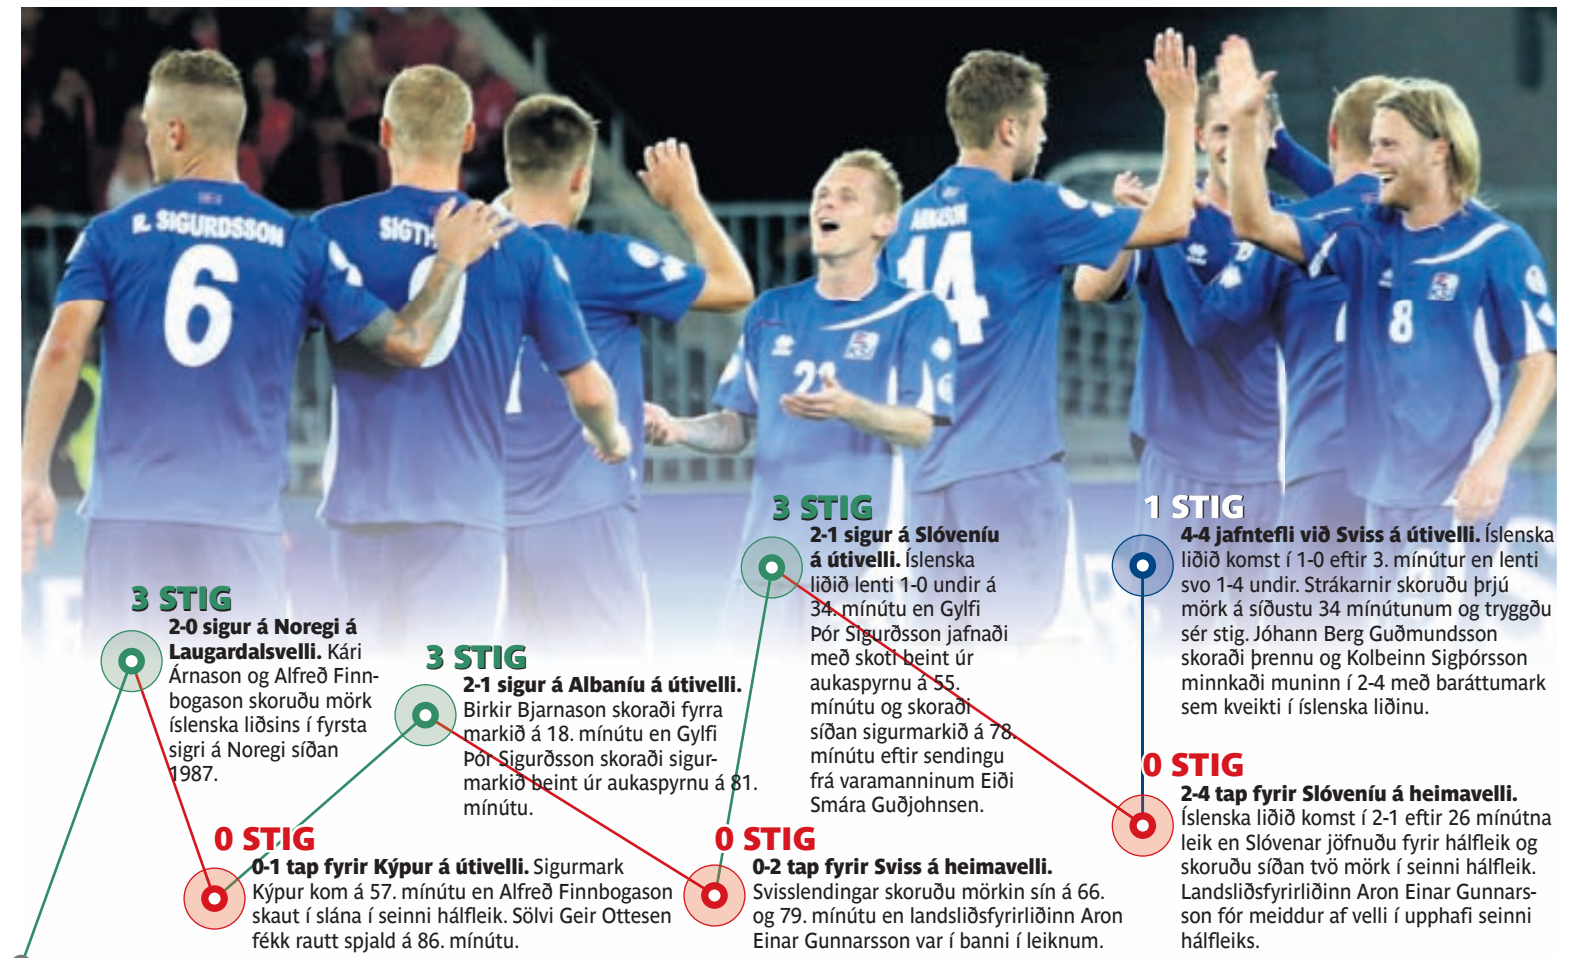 R. SIGURDSSON
6
SIGTH
ARNASON
14
21
8
3 STIG
2-0 sigur á Noregi á
Laugardalsvelli. Kári
Árnason og Alfreð Finn-
bogason skoruðu mörk
íslenska liðsins í fyrsta
sigri á Noregi síðan
1987.
0 STIG
0-1 tap fyrir Kýpur á útivelli. Sigurmark
Kýpur kom á 57. mínútu en Alfreð Finnbogason
skaut í slána í seinni hálfleik. Sölvi Geir Ottesen
fékk rautt spjald á 86. mínútu.
3 STIG
2-1 sigur á Albaníu á útivelli.
Birkir Bjarnason skoraði fyrra
markið á 18. mínútu en Gylfi
Þór Sigurðsson skoraði sigur-
markið beint úr aukaspyrnu á 81.
mínútu.
0 STIG
0-2 tap fyrir Sviss á heimavelli.
Svisslendingar skoruðu mörkin sín á 66.
og 79. mínútu en landsliðsfyrirliðinn Aron
Einar Gunnarsson var í banni í leiknum.
3 STIG
2-1 sigur á Slóveníu
á útivelli. Íslenska
liðið lenti 1-0 undir á
34. mínútu en Gylfi
Þór Sigurðsson jafnaði
með skoti beint úr
aukaspyrnu á 55.
mínútu og skoraði
síðan sigurmarkið á 78.
mínútu eftir sendingu
frá varamanninum Eiði
Smára Guðjohnsen.
0 STIG
2-4 tap fyrir Slóveníu á heimavelli.
Íslenska liðið komst í 2-1 eftir 26 mínútna
leik en Slóvenar jöfnuðu fyrir hálfleik og
skoruðu síðan tvö mörk í seinni hálfleik.
Landsliðsfyrirliðinn Aron Einar Gunnars-
son fór meiddur af velli í upphafi seinni
hálfleiks.
1 STIG
4-4 jafntefli við Sviss á útivelli. Íslenska
liðið komst í 1-0 eftir 3. mínútur en lenti
svo 1-4 undir. Strákarnir skoruðu þrjú
mörk á síðustu 34 mínútunum og tryggðu
sér stig. Jóhann Berg Guðmundsson
skoraði þrennu og Kolbeinn Sigþórsson
minnkaði muninn í 2-4 með baráttumark
sem kveikti í íslenska liðinu.